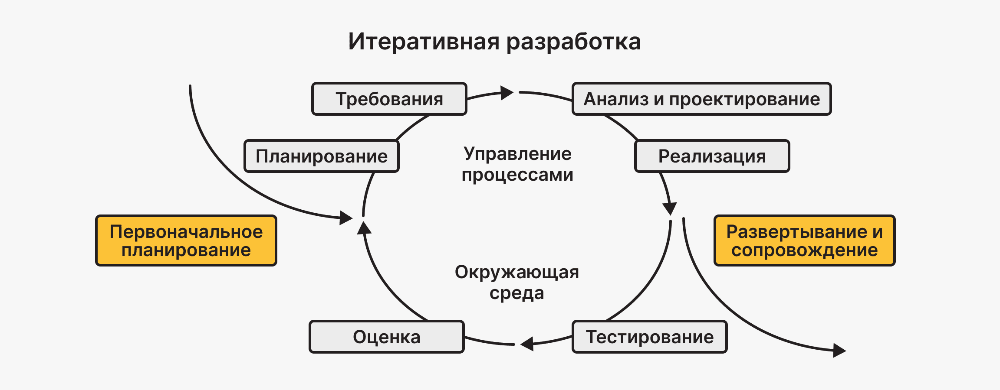 Итеративная разработка
Требования
Анализ и проектирование
Планирование
Управление
процессами
Реализация
Первоначальное
планирование
Развертывание и
сопровождение
Окружающая
среда
Оценка
Тестирование